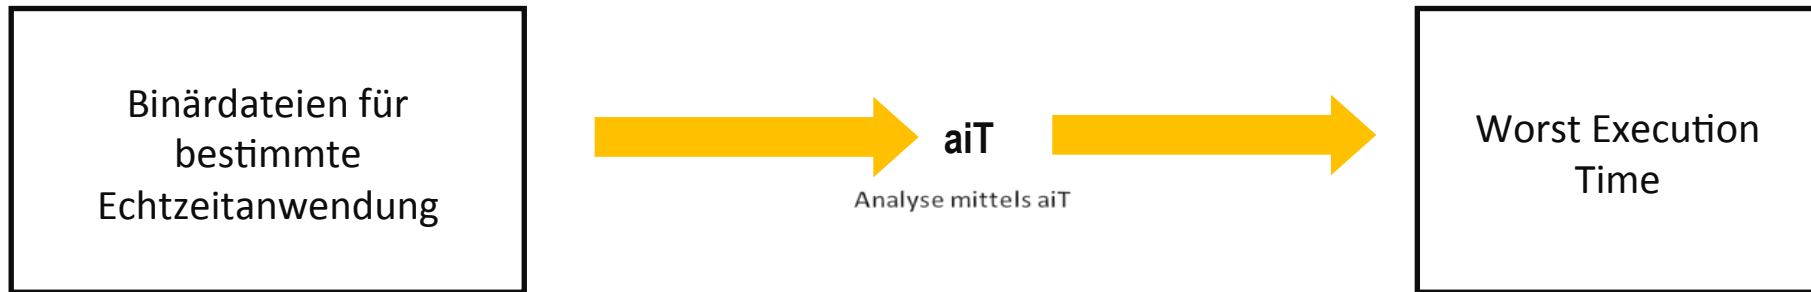 Binärdateien für
bestimmte
Echtzeitanwendung
aiT
Analyse mittels aiT
Worst Execution
Time